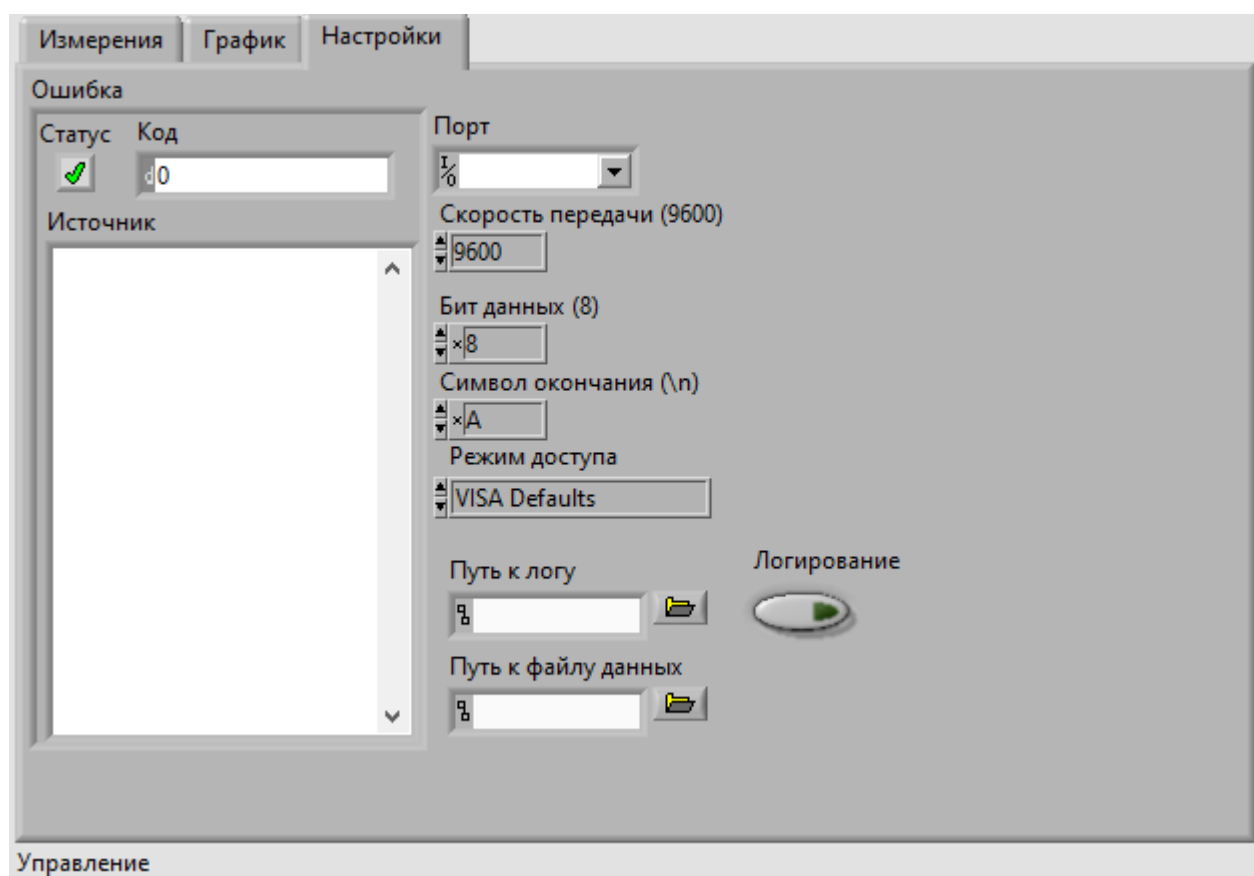 Измерения График Настройки
Ошибка
Статус Код
d 0
Источник
Порт
I/O
Скорость передачи (9600)
9600
Бит данных (8)
×8
Символ окончания (\n)
×A
Режим доступа
VISA Defaults
Путь к логу
Логирование
Путь к файлу данных
Управление